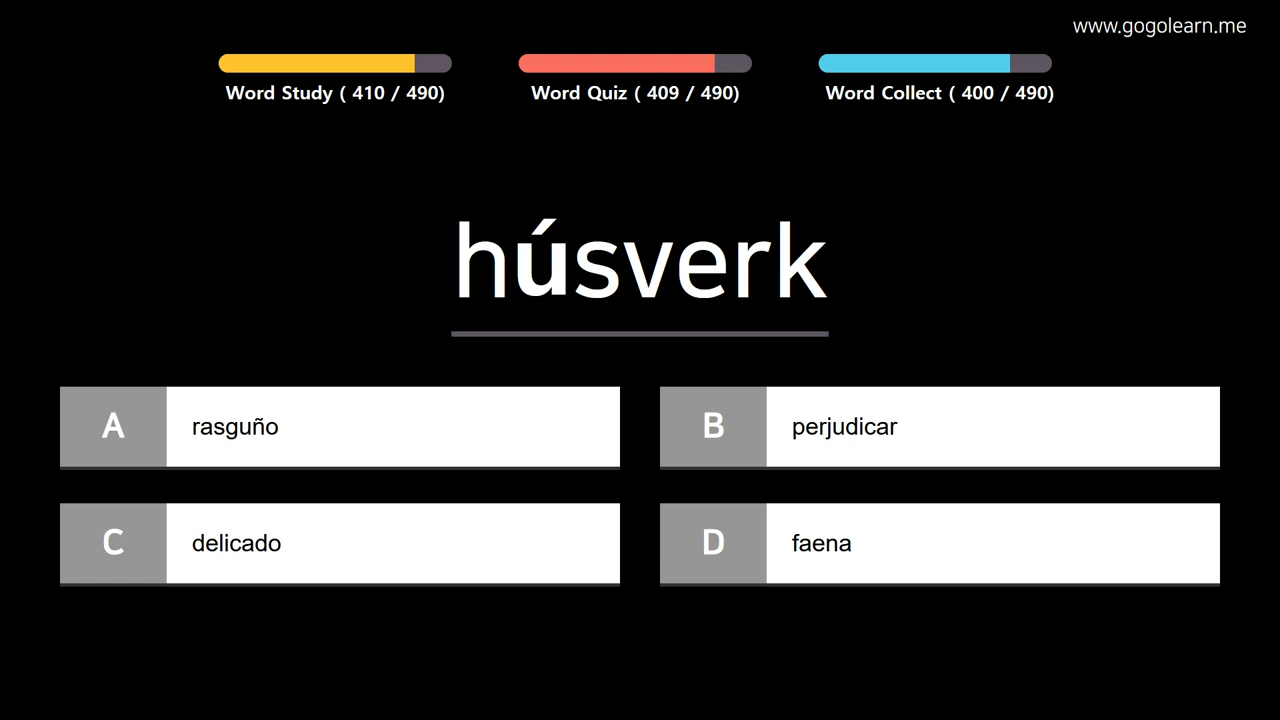 www.gogolearn.me
Word Study ( 410 / 490)
Word Quiz ( 409 / 490)
Word Collect ( 400 / 490)
húsverk
A rasguño
B perjudicar
C delicado
D faena